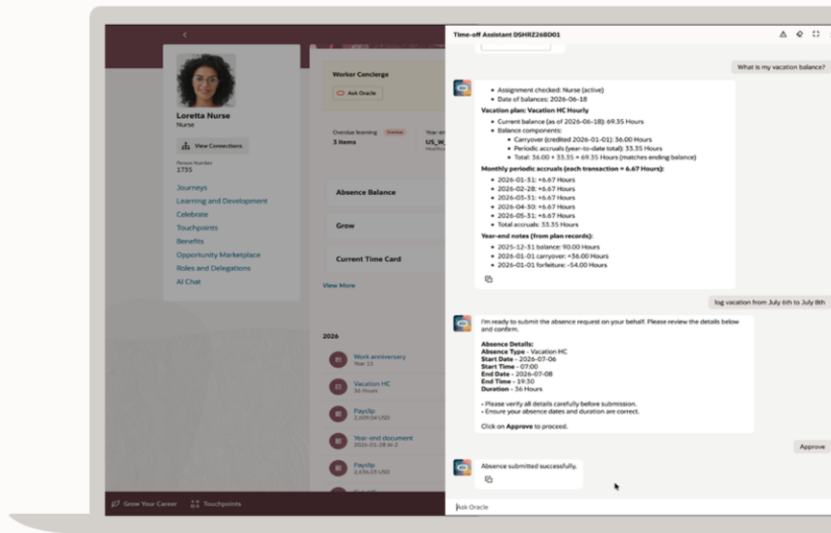 Time-off Assistant DSHRZ26BD01
What is my vacation balance?
• Assignment checked: Nurse (active)
• Date of balances: 2026-06-18
Vacation plan: Vacation HC Hourly
• Current balance (as of 2026-06-18): 69.35 Hours
• Balance components:
• Carryover (credited 2026-01-01): 36.00 Hours
• Periodic accruals (year-to-date total): 33.35 Hours
• Total: 36.00 + 33.35 = 69.35 Hours (matches ending balance)
Monthly periodic accruals (each transaction = 6.67 Hours):
• 2026-01-31: +6.67 Hours
• 2026-02-28: +6.67 Hours
• 2026-03-31: +6.67 Hours
• 2026-04-30: +6.67 Hours
• 2026-05-31: +6.67 Hours
• Total accruals: 33.35 Hours
Year-end notes (from plan records):
• 2025-12-31 balance: 90.00 Hours
• 2026-01-01 carryover: +36.00 Hours
• 2026-01-01 forfeiture: -54.00 Hours
log vacation from July 6th to July 8th
I'm ready to submit the absence request on your behalf. Please review the details below
and confirm.
Absence Details:
Absence Type - Vacation HC
Start Date - 2026-07-06
Start Time - 07:00
End Date - 2026-07-08
End Time - 19:30
Duration - 36 Hours
• Please verify all details carefully before submission.
• Ensure your absence dates and duration are correct.
Click on Approve to proceed.
Approve
Absence submitted successfully.
Ask Oracle
Loretta Nurse
Nurse
View Connections
Person Number
1735
Journeys
Learning and Development
Celebrate
Touchpoints
Benefits
Opportunity Marketplace
Roles and Delegations
AI Chat
Worker Concierge
Ask Oracle
Overdue learning Overdue
3 items
Year-en
US_W_
Absence Balance
Grow
Current Time Card
View More
2026
Work anniversary
Year 13
Vacation HC
36 Hours
Payslip
Year-end document
2026-01-28 W-2
Payslip
Grow Your Career
Touchpoints